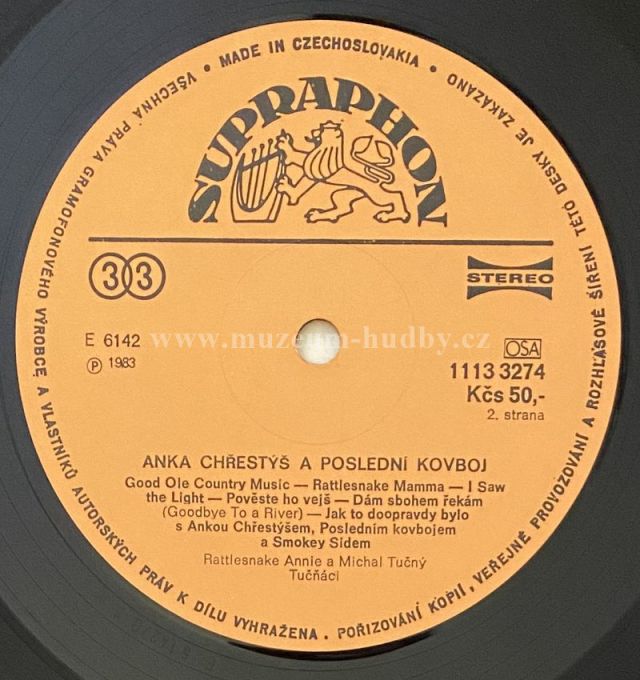 VŠECHNA PRÁVA GRAMOFONOVÉHO VÝROBCE A VLASTNÍKŮ AUTORSKÝCH PRÁV K DÍLU VYHRAŽENA • POŘIZOVÁNÍ KOPIÍ, VEŘEJNÉ PROVOZOVÁNÍ A ROZHLASOVÉ ŠÍŘENÍ TÉTO DESKY JE ZAKÁZÁNO
• MADE IN CZECHOSLOVAKIA •
SUPRAPHON
33
STEREO
E 6142
℗ 1983
www.muzeum-hudby.cz
OSA
1113 3274
Kčs 50,-
2. strana
ANKA CHŘESTÝŠ A POSLEDNÍ KOVBOJ
Good Ole Country Music — Rattlesnake Mamma — I Saw
the Light — Pověste ho vejš — Dám sbohem řekám
(Goodbye To a River) — Jak to doopravdy bylo
s Ankou Chřestýšem, Posledním kovbojem
a Smokey Sidem
Rattlesnake Annie a Michal Tučný
Tučňáci